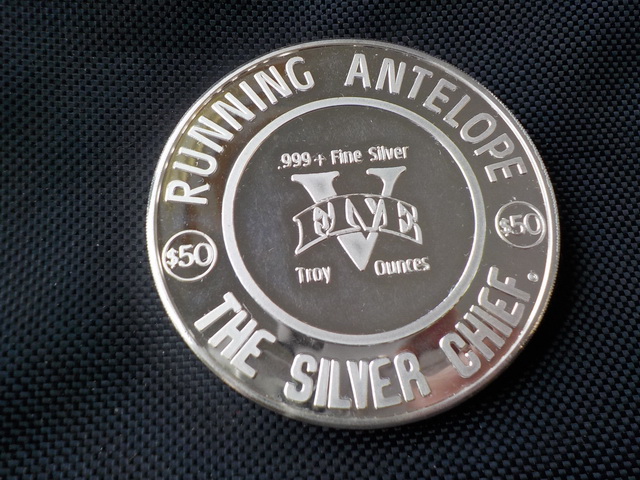 RUNNING ANTELOPE
.999+ Fine Silver
V
FIVE
Troy Ounces
$50
$50
THE SILVER CHIEF.